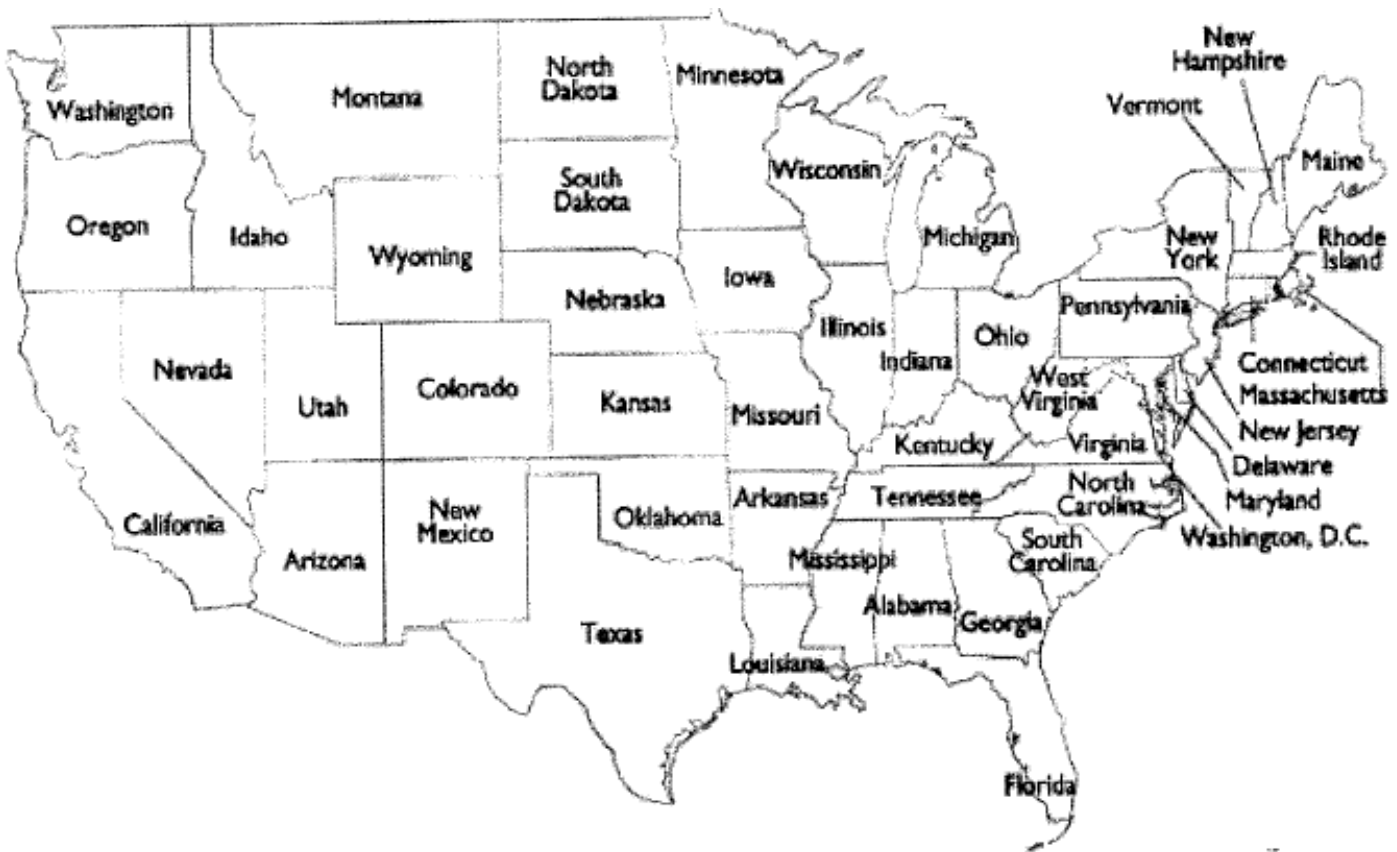 New
Hampshire
Vermont
Washington
Montana
North
Dakota
Minnesota
Maine
Wisconsin
South
Dakota
Oregon
Idaho
Wyoming
Michigan
New
York
Rhode
Island
Iowa
Nebraska
Pennsylvania
Illinois
Ohio
Indiana
Nevada
Utah
Colorado
Kansas
Missouri
West
Virginia
Connecticut
Massachusetts
Kentucky
Virginia
New Jersey
Delaware
Maryland
Washington, D.C.
California
Arizona
New
Mexico
Oklahoma
Arkansas
Tennessee
North
Carolina
South
Carolina
Mississippi
Alabama
Georgia
Texas
Louisiana
Florida